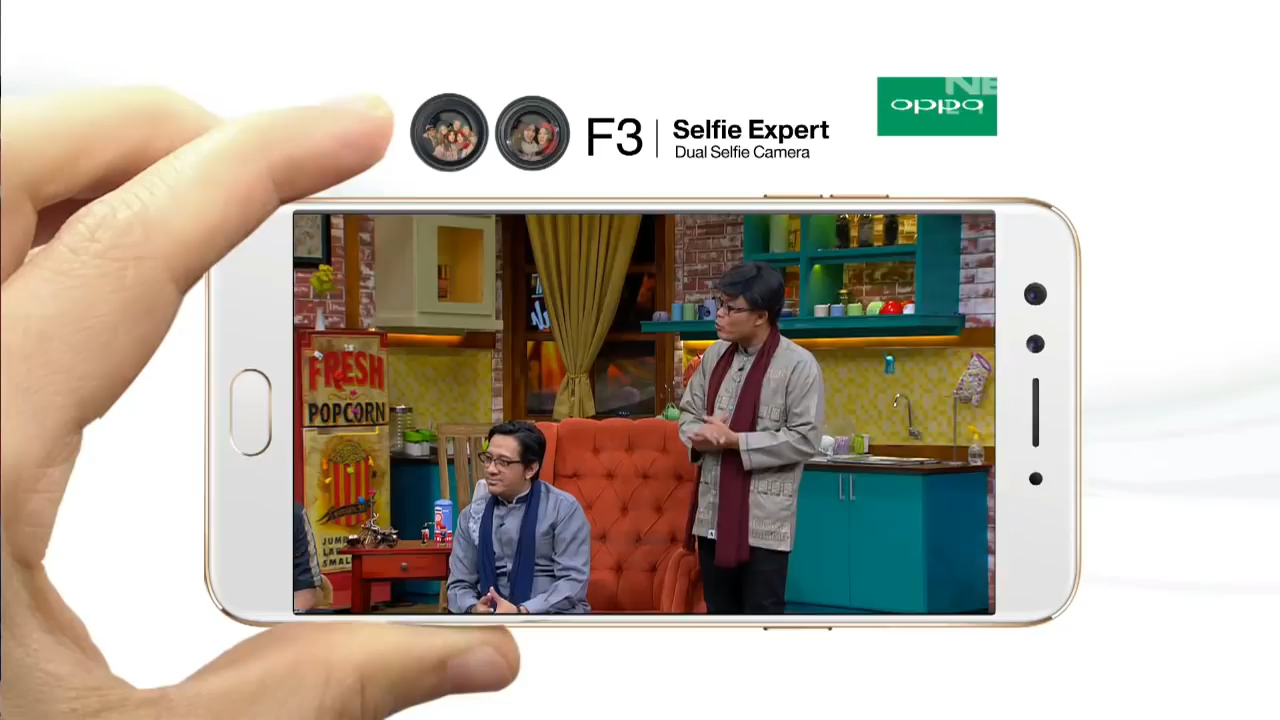 F3
Selfie Expert
Dual Selfie Camera
oppo
FRESH
POPCORN